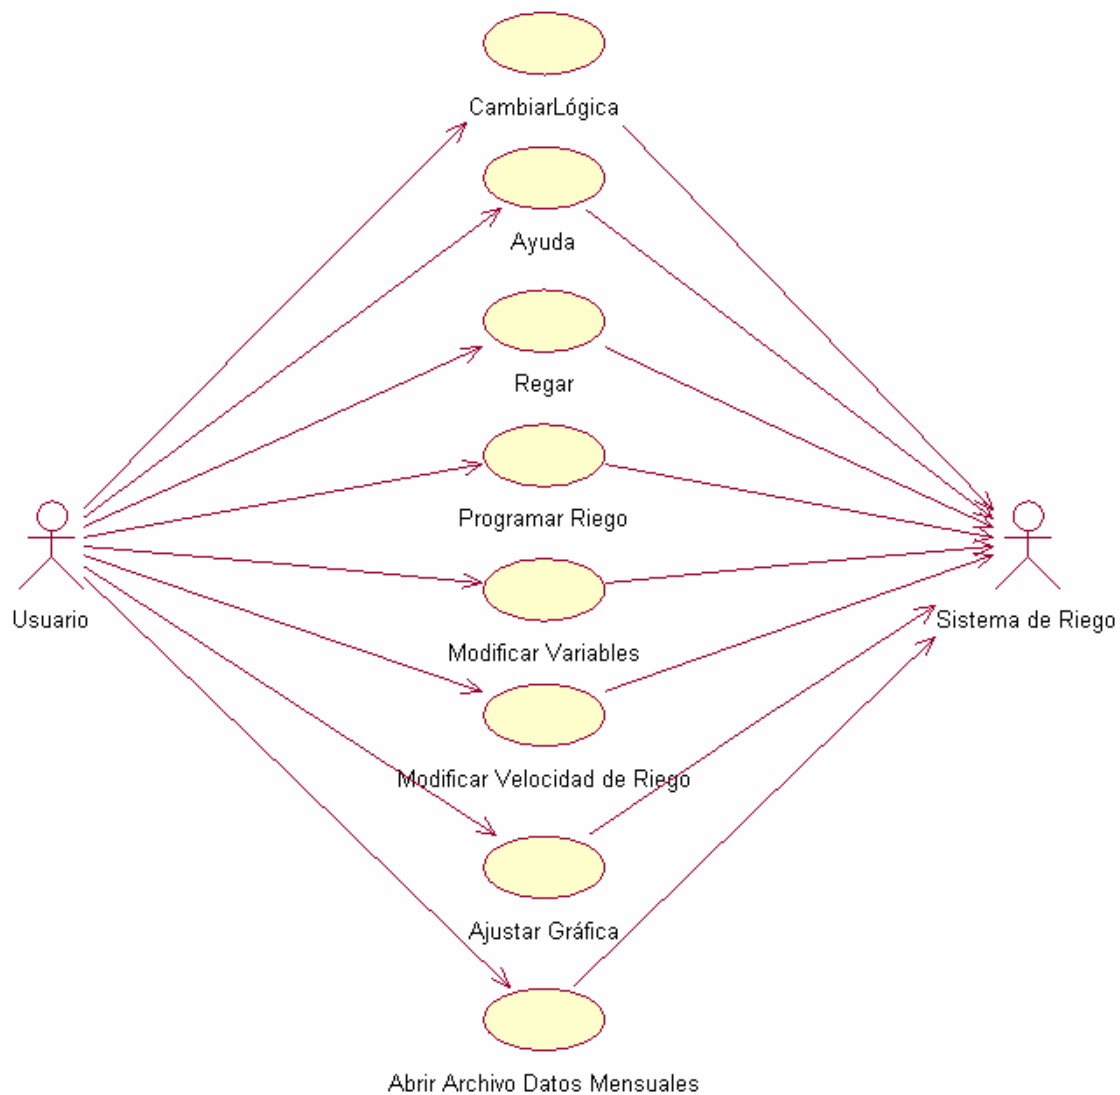 CambiarLógica
Ayuda
Regar
Programar Riego
Usuario
Sistema de Riego
Modificar Variables
Modificar Velocidad de Riego
Ajustar Gráfica
Abrir Archivo Datos Mensuales